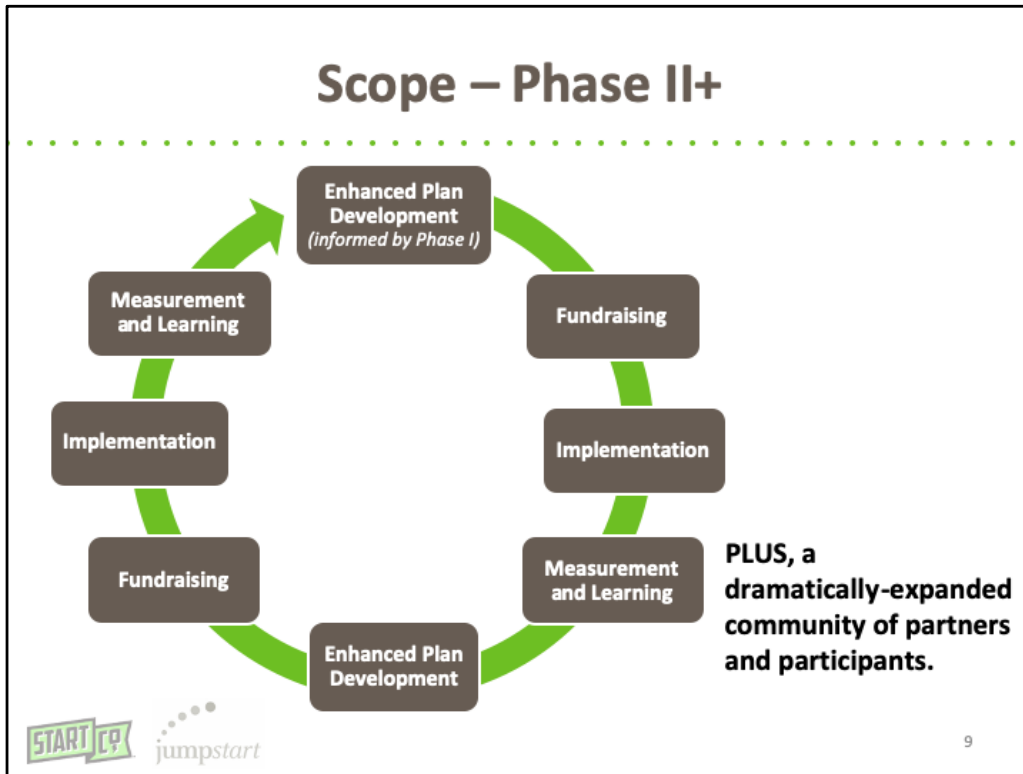 Scope – Phase II+
Enhanced Plan
Development
(informed by Phase I)
Fundraising
Implementation
Measurement
and Learning
Enhanced Plan
Development
Fundraising
Implementation
Measurement
and Learning
PLUS, a
dramatically-expanded
community of partners
and participants.
START CO.
jumpstart
9